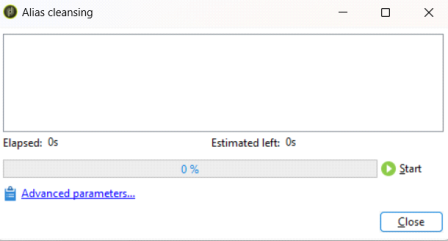 Alias cleansing
Elapsed: 0s Estimated left: 0s
0 % Start
Advanced parameters...
Close